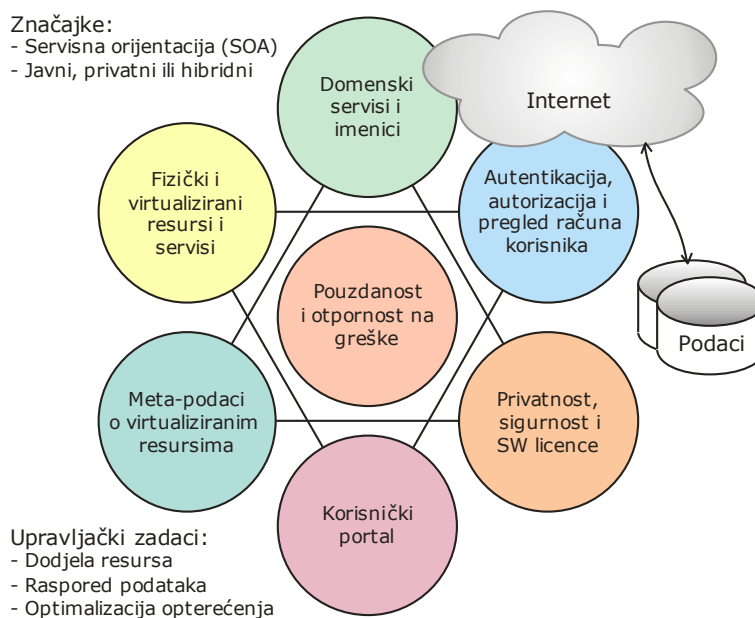 Značajke:
- Servisna orijentacija (SOA)
- Javni, privatni ili hibridni
Domenski
servisi i
imenici
Internet
Fizički i
virtualizirani
resursi i
servisi
Autentikacija,
autorizacija i
pregled računa
korisnika
Pouzdanost
i otpornost na
greške
Podaci
Meta-podaci
o virtualiziranim
resursima
Privatnost,
sigurnost i
SW licence
Korisnički
portal
Upravljački zadaci:
- Dodjela resursa
- Raspored podataka
- Optimalizacija opterećenja